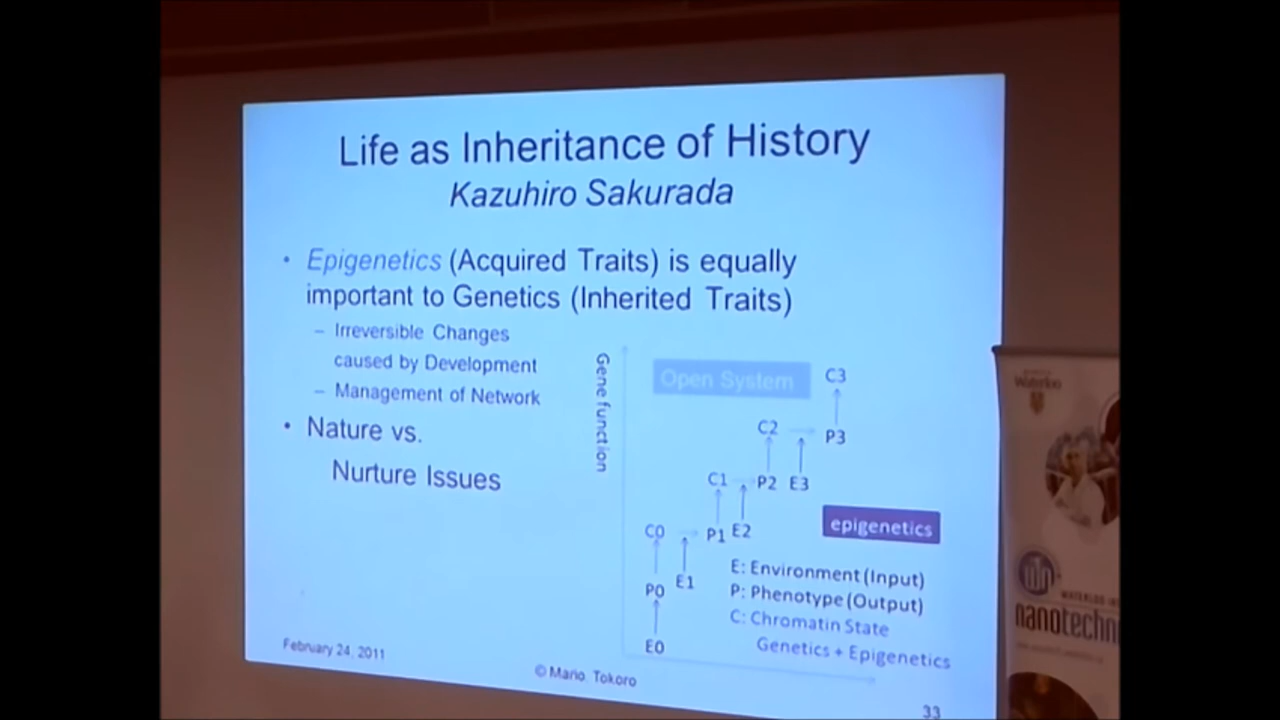 Life as Inheritance of History
Kazuhiro Sakurada
• Epigenetics (Acquired Traits) is equally
important to Genetics (Inherited Traits)
– Irreversible Changes
caused by Development
– Management of Network
• Nature vs.
Nurture Issues
Gene function
Open System
C3
C2
P3
C1
P2 E3
C0
P1 E2
epigenetics
E1
P0
E0
E: Environment (Input)
P: Phenotype (Output)
C: Chromatin State
Genetics + Epigenetics
February 24, 2011
© Mario Tokoro
33
Waterloo
nanotechn